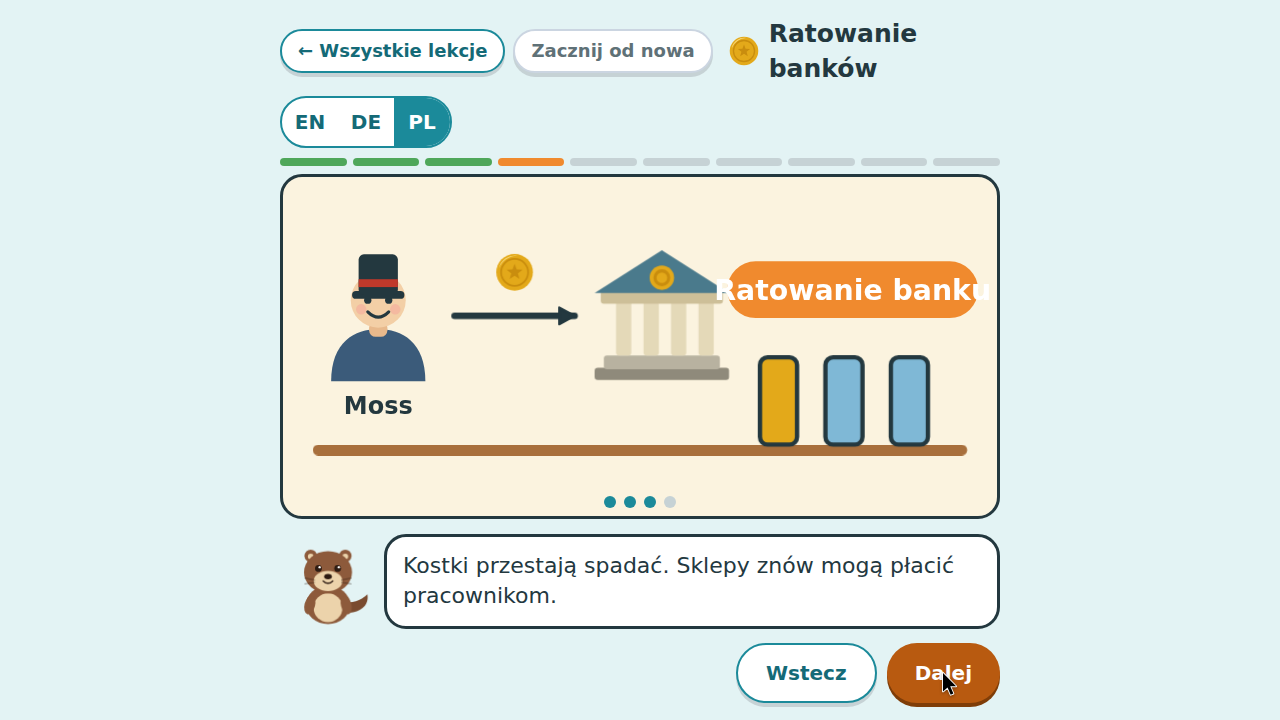 ← Wszystkie lekcje
Zacznij od nowa
Ratowanie
banków
EN DE PL
Ratowanie banku
Moss
Kostki przestają spadać. Sklepy znów mogą płacić
pracownikom.
Wstecz
Dalej